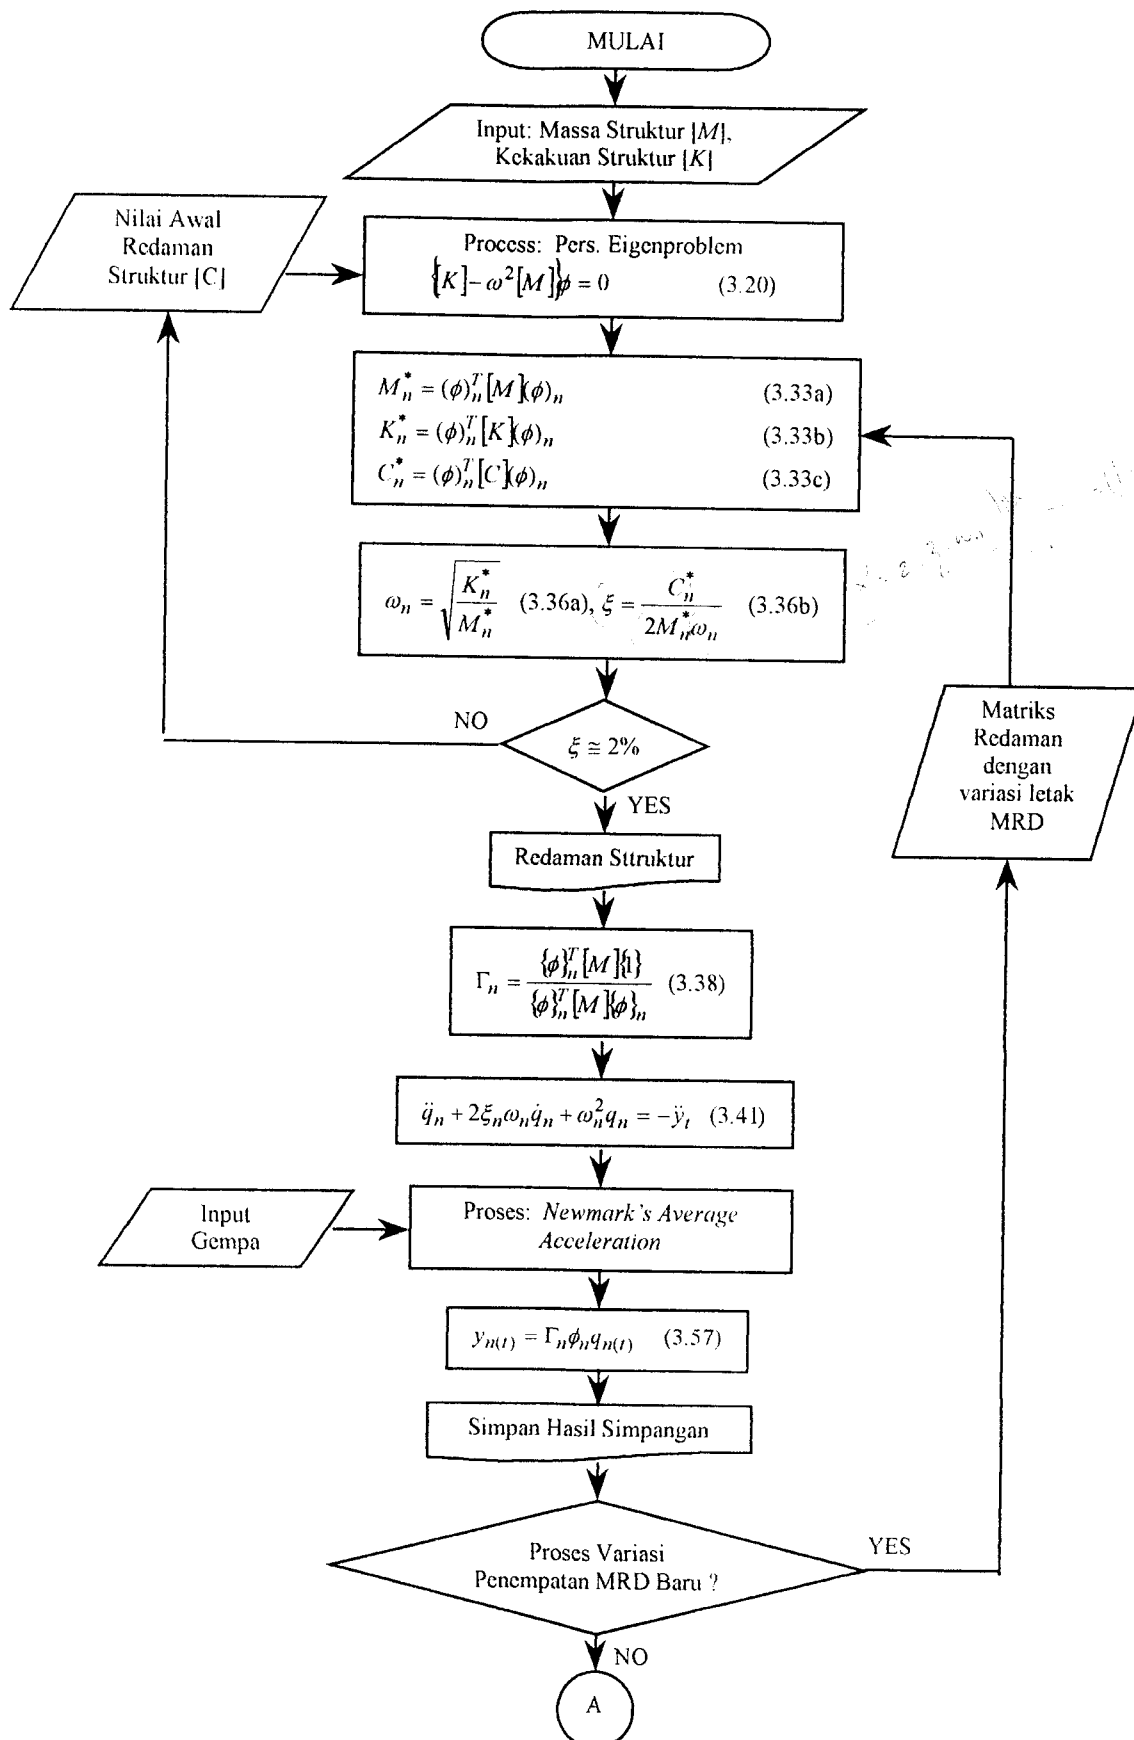 MULAI
Input: Massa Struktur [M],
Kekakuan Struktur [K]
Nilai Awal
Redaman
Struktur [C]
Process: Pers. Eigenproblem
{[K] − ω²[M]}ϕ = 0 (3.20)
M*ₙ = (ϕ)ₙᵀ[M](ϕ)ₙ (3.33a)
K*ₙ = (ϕ)ₙᵀ[K](ϕ)ₙ (3.33b)
C*ₙ = (ϕ)ₙᵀ[C](ϕ)ₙ (3.33c)
ωₙ = √(K*ₙ / M*ₙ) (3.36a), ξ = C*ₙ / 2M*ₙωₙ (3.36b)
NO
ξ ≅ 2%
YES
Matriks
Redaman
dengan
variasi letak
MRD
Redaman Sttruktur
Γₙ = {ϕ}ₙᵀ[M]{1} / {ϕ}ₙᵀ[M]{ϕ}ₙ (3.38)
q̈ₙ + 2ξₙωₙq̇ₙ + ωₙ²qₙ = −ÿₜ (3.41)
Input
Gempa
Proses: Newmark's Average
Acceleration
yₙ₍ₜ₎ = Γₙϕₙqₙ₍ₜ₎ (3.57)
Simpan Hasil Simpangan
Proses Variasi
Penempatan MRD Baru ?
YES
NO
A